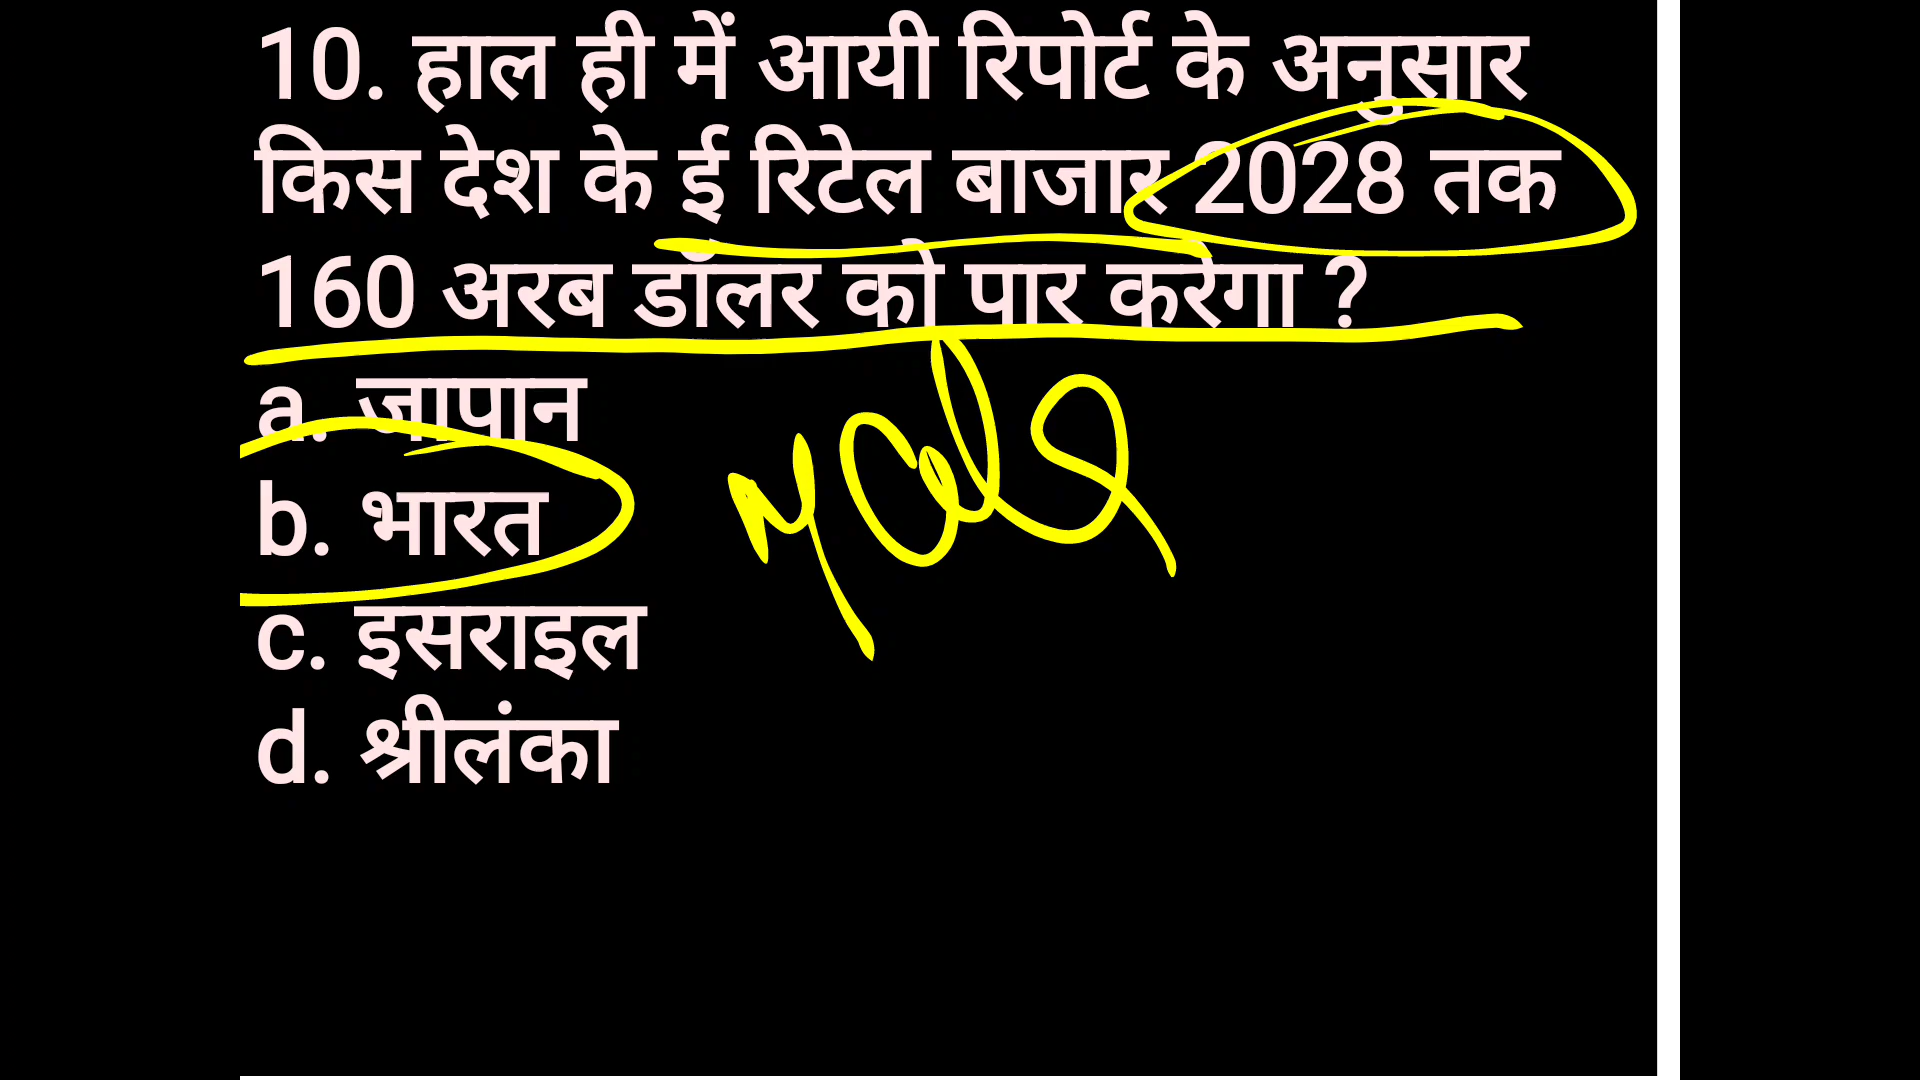 10. हाल ही में आयी रिपोर्ट के अनुसार
किस देश के ई रिटेल बाजार 2028 तक
160 अरब डॉलर को पार करेगा ?
a. जापान
b. भारत
c. इसराइल
d. श्रीलंका